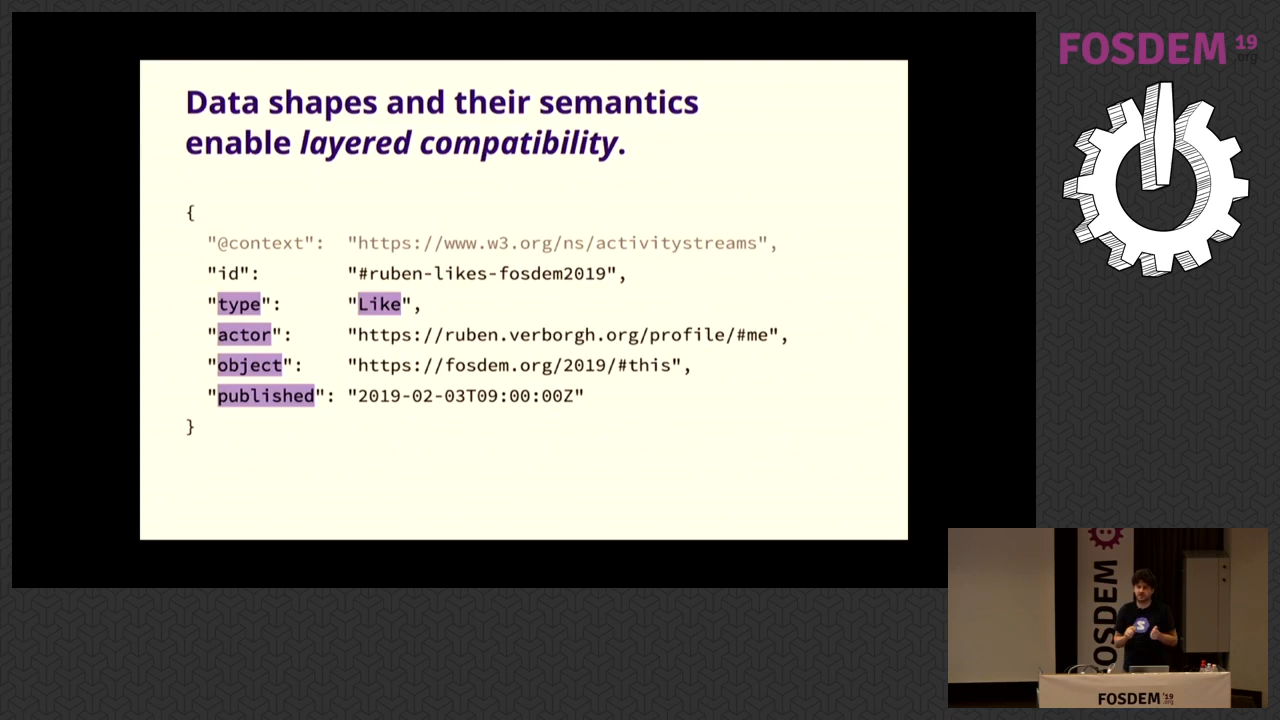 FOSDEM 19
.org
Data shapes and their semantics
enable layered compatibility.
{
"@context": "https://www.w3.org/ns/activitystreams",
"id": "#ruben-likes-fosdem2019",
"type": "Like",
"actor": "https://ruben.verborgh.org/profile/#me",
"object": "https://fosdem.org/2019/#this",
"published": "2019-02-03T09:00:00Z"
}
FOSDEM
S
FOSDEM 19
.org